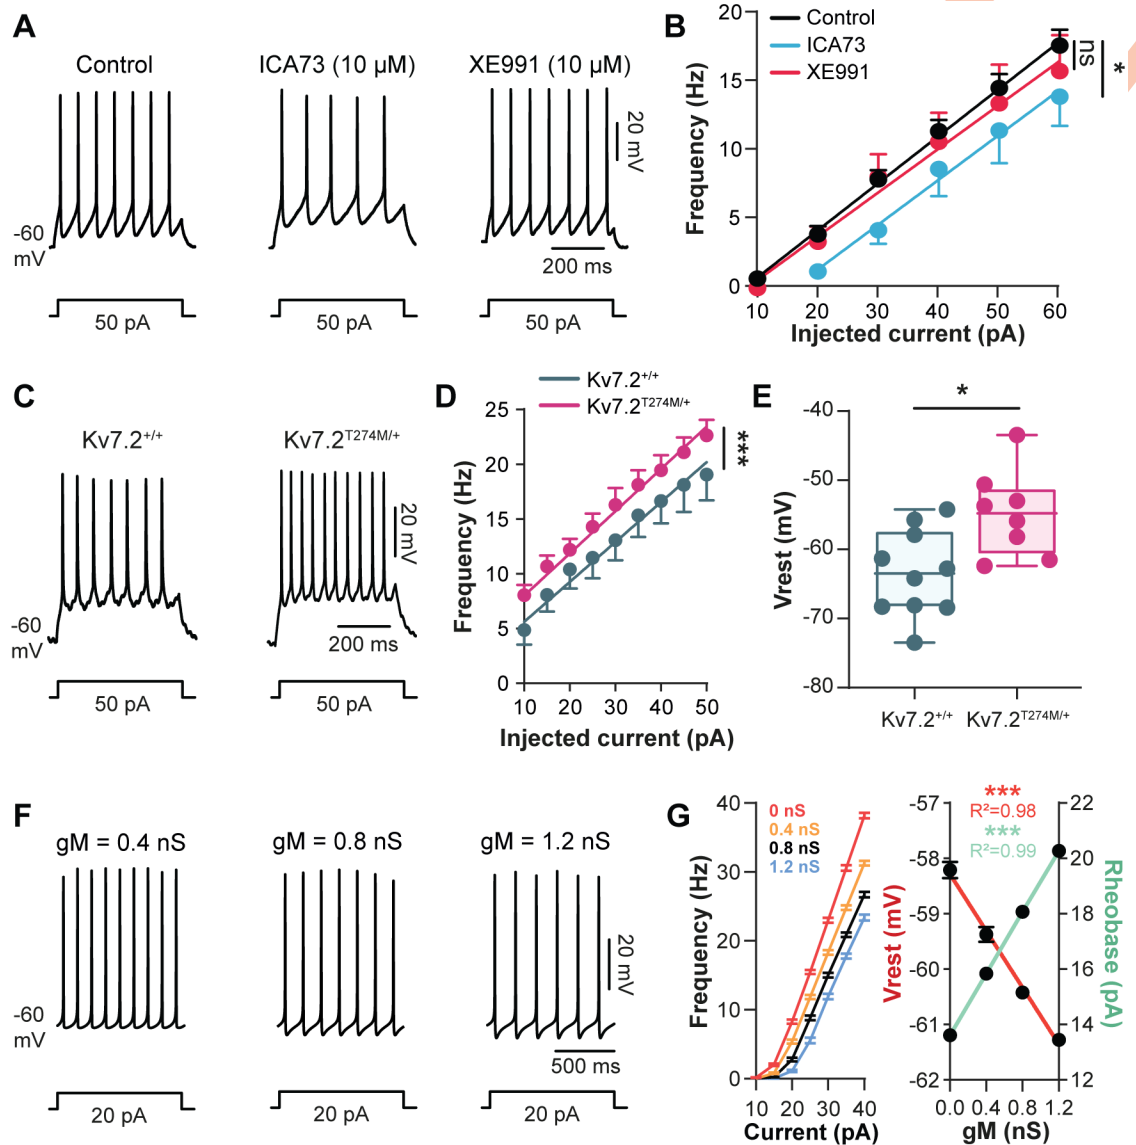 A
Control
ICA73 (10 µM)
XE991 (10 µM)
20 mV
-60
mV
200 ms
50 pA
50 pA
50 pA
B
Control
ICA73
XE991
ns
*
Frequency (Hz)
20
15
10
5
0
10 20 30 40 50 60
Injected current (pA)
C
Kv7.2+/+
Kv7.2T274M/+
20 mV
-60
mV
200 ms
50 pA
50 pA
D
Kv7.2+/+
Kv7.2T274M/+
***
Frequency (Hz)
25
20
15
10
5
0
10 20 30 40 50
Injected current (pA)
E
*
Vrest (mV)
-40
-50
-60
-70
-80
Kv7.2+/+ Kv7.2T274M/+
F
gM = 0.4 nS
gM = 0.8 nS
gM = 1.2 nS
20 mV
-60
mV
500 ms
20 pA
20 pA
20 pA
G
0 nS
0.4 nS
0.8 nS
1.2 nS
Frequency (Hz)
40
30
20
10
0
10 20 30 40
Current (pA)
***
R²=0.98
***
R²=0.99
Vrest (mV)
-57
-58
-59
-60
-61
-62
22
20
18
16
14
12
Rheobase
(pA)
0.0 0.4 0.8 1.2
gM (nS)